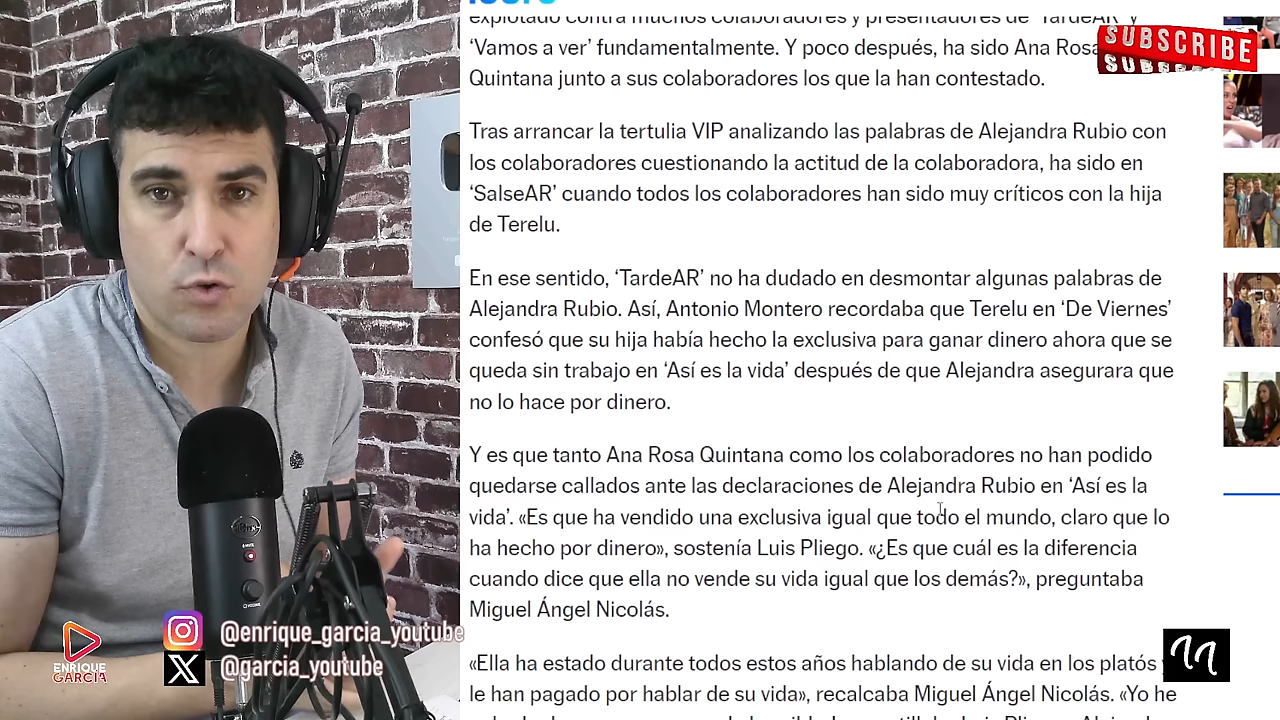 explotado contra muchos colaboradores y presentadores de 'TardeAR' y
'Vamos a ver' fundamentalmente. Y poco después, ha sido Ana Rosa
Quintana junto a sus colaboradores los que la han contestado.
SUBSCRIBE
Tras arrancar la tertulia VIP analizando las palabras de Alejandra Rubio con
los colaboradores cuestionando la actitud de la colaboradora, ha sido en
'SalseAR' cuando todos los colaboradores han sido muy críticos con la hija
de Terelu.
En ese sentido, 'TardeAR' no ha dudado en desmontar algunas palabras de
Alejandra Rubio. Así, Antonio Montero recordaba que Terelu en 'De Viernes'
confesó que su hija había hecho la exclusiva para ganar dinero ahora que se
queda sin trabajo en 'Así es la vida' después de que Alejandra asegurara que
no lo hace por dinero.
Y es que tanto Ana Rosa Quintana como los colaboradores no han podido
quedarse callados ante las declaraciones de Alejandra Rubio en 'Así es la
vida'. «Es que ha vendido una exclusiva igual que todo el mundo, claro que lo
ha hecho por dinero», sostenía Luis Pliego. «¿Es que cuál es la diferencia
cuando dice que ella no vende su vida igual que los demás?», preguntaba
Miguel Ángel Nicolás.
«Ella ha estado durante todos estos años hablando de su vida en los platós
le han pagado por hablar de su vida», recalcaba Miguel Ángel Nicolás. «Yo he
@enrique_garcia_youtube
@garcia_youtube
ENRIQUE
GARCIA